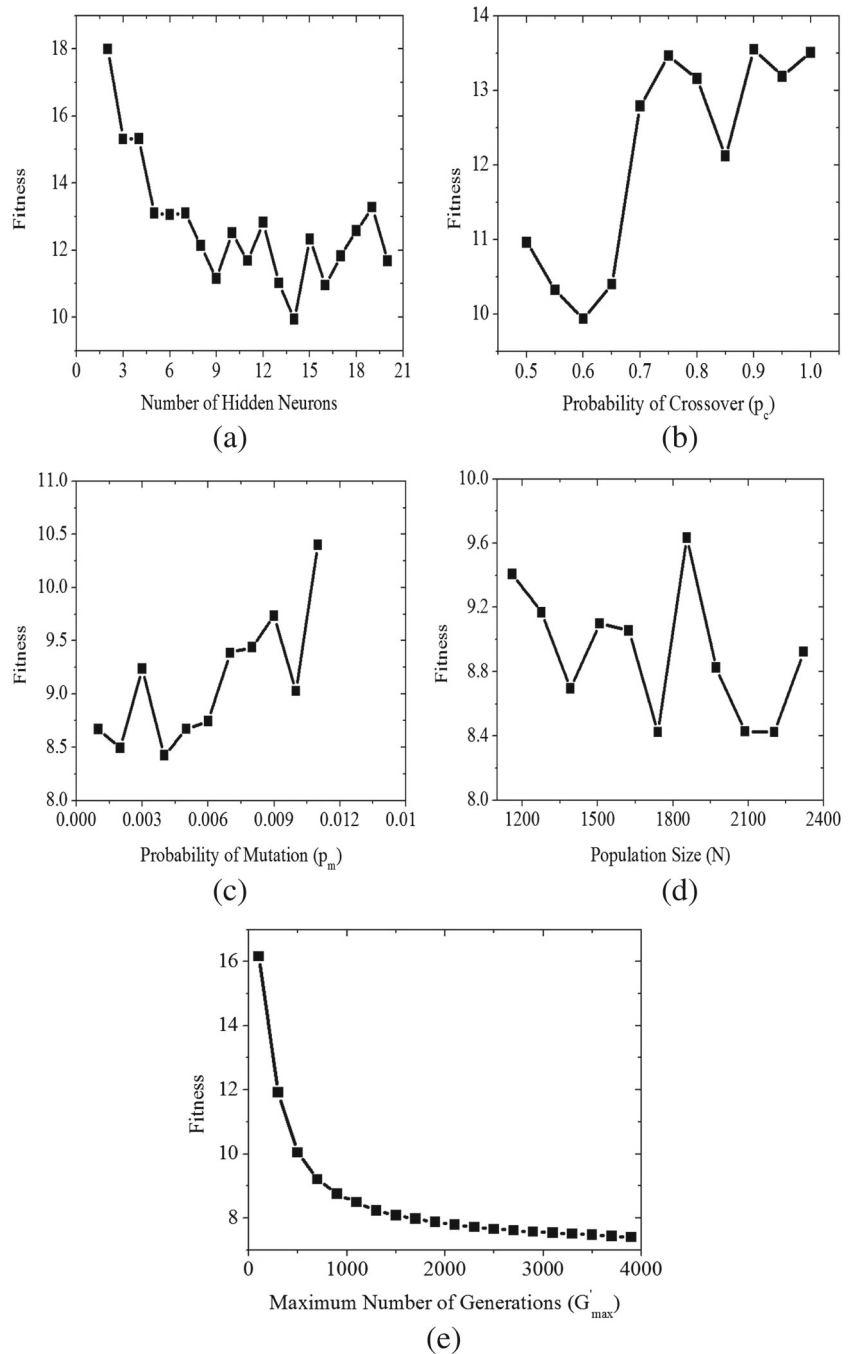 18
16
15
13
12
10
Fitness
0 3 6 9 12 15 18 21
Number of Hidden Neurons
(a)
14
13
12
11
10
Fitness
0.5 0.6 0.7 0.8 0.9 1.0
Probability of Crossover (pc)
(b)
11.0
10.5
10.0
9.5
9.0
8.5
8.0
Fitness
0.000 0.003 0.006 0.009 0.012 0.01
Probability of Mutation (pm)
(c)
10.0
9.6
9.2
8.8
8.4
8.0
Fitness
1200 1500 1800 2100 2400
Population Size (N)
(d)
16
14
12
10
8
Fitness
0 1000 2000 3000 4000
Maximum Number of Generations (G'max)
(e)